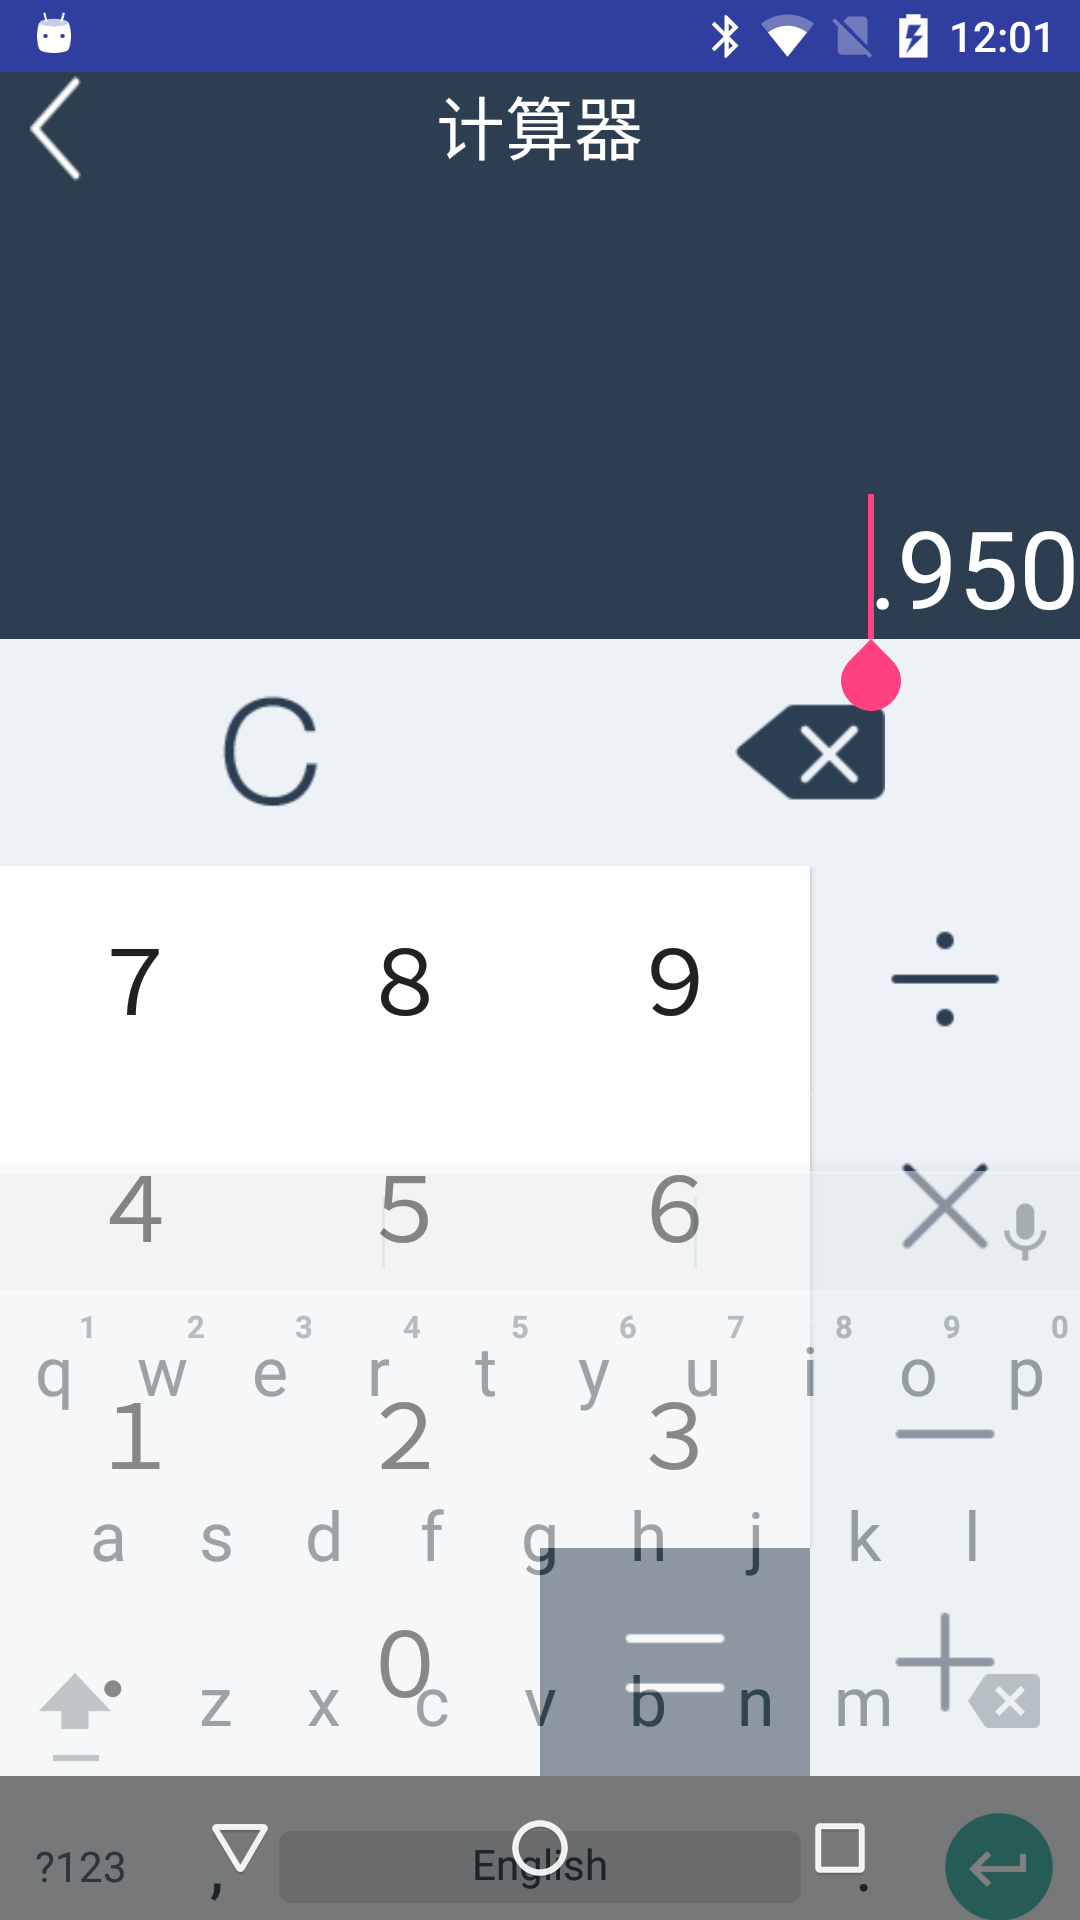 12:01
计算器
.950
C
7 8 9 ÷
4 5 6 ×
1 2 3 4 5 6 7 8 9 0
q w e r t y u i o p
1 2 3 —
a s d f g h j k l
. 0 = +
z x c v b n m
?123 , English .